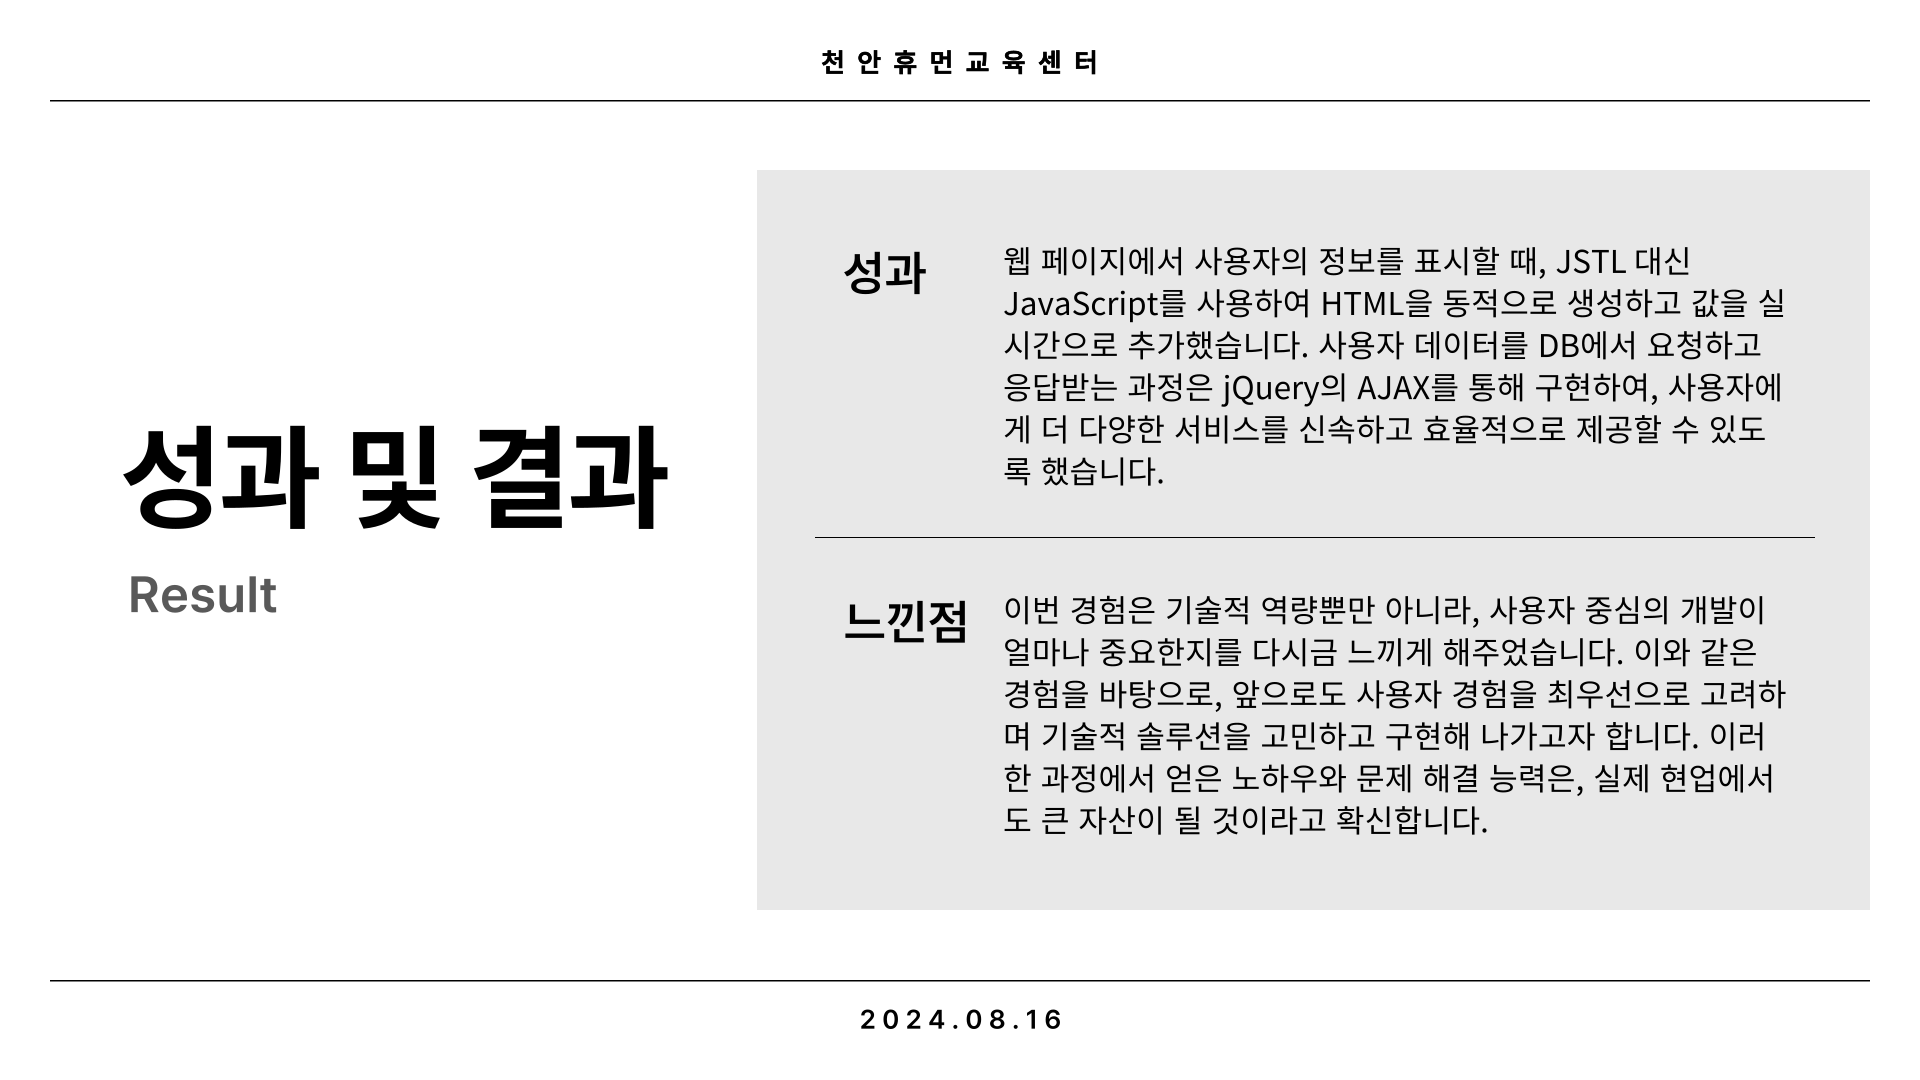 천안휴먼교육센터
성과 및 결과
Result
성과
웹 페이지에서 사용자의 정보를 표시할 때, JSTL 대신
JavaScript를 사용하여 HTML을 동적으로 생성하고 값을 실
시간으로 추가했습니다. 사용자 데이터를 DB에서 요청하고
응답받는 과정은 jQuery의 AJAX를 통해 구현하여, 사용자에
게 더 다양한 서비스를 신속하고 효율적으로 제공할 수 있도
록 했습니다.
느낀점
이번 경험은 기술적 역량뿐만 아니라, 사용자 중심의 개발이
얼마나 중요한지를 다시금 느끼게 해주었습니다. 이와 같은
경험을 바탕으로, 앞으로도 사용자 경험을 최우선으로 고려하
며 기술적 솔루션을 고민하고 구현해 나가고자 합니다. 이러
한 과정에서 얻은 노하우와 문제 해결 능력은, 실제 현업에서
도 큰 자산이 될 것이라고 확신합니다.
2024.08.16